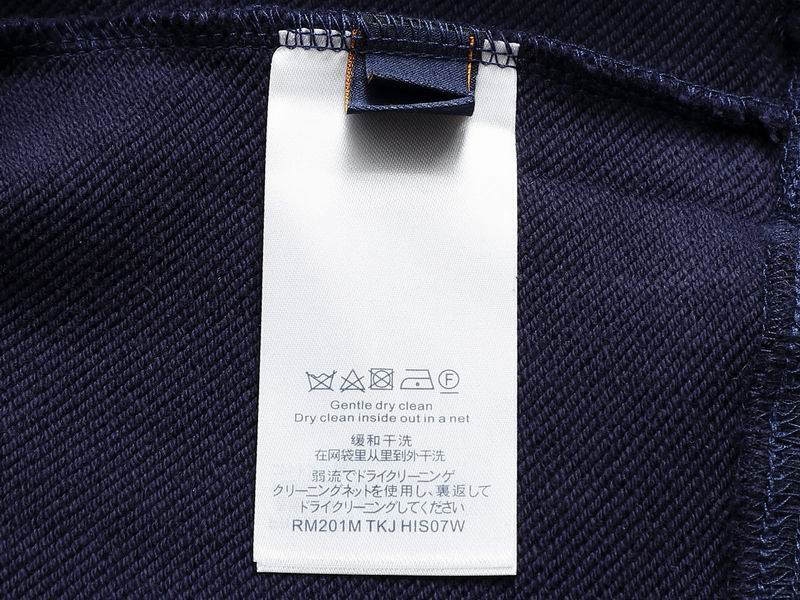 F
Gentle dry clean
Dry clean inside out in a net
缓和干洗
在网袋里从里到外干洗
弱流でドライクリーニンゲ
クリーニングネットを使用し、裏返して
ドライクリーニングしてください
RM201M TKJ HIS07W